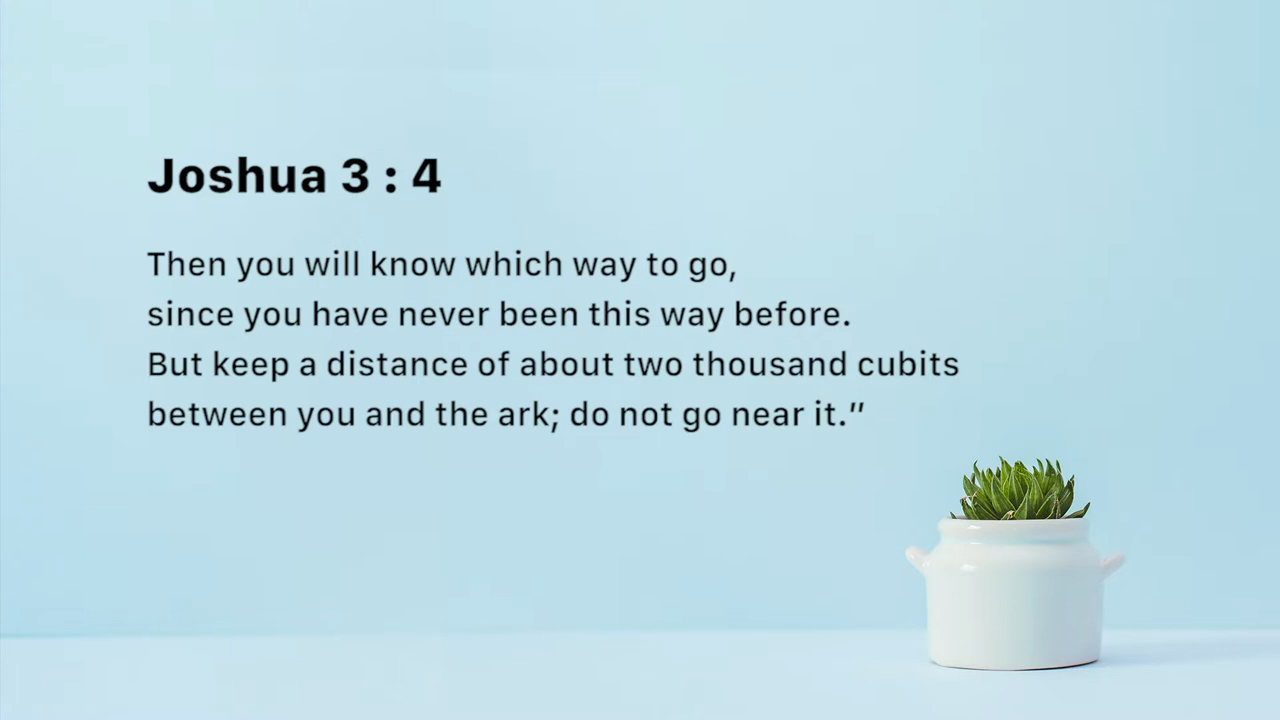 Joshua 3 : 4
Then you will know which way to go,
since you have never been this way before.
But keep a distance of about two thousand cubits
between you and the ark; do not go near it.”